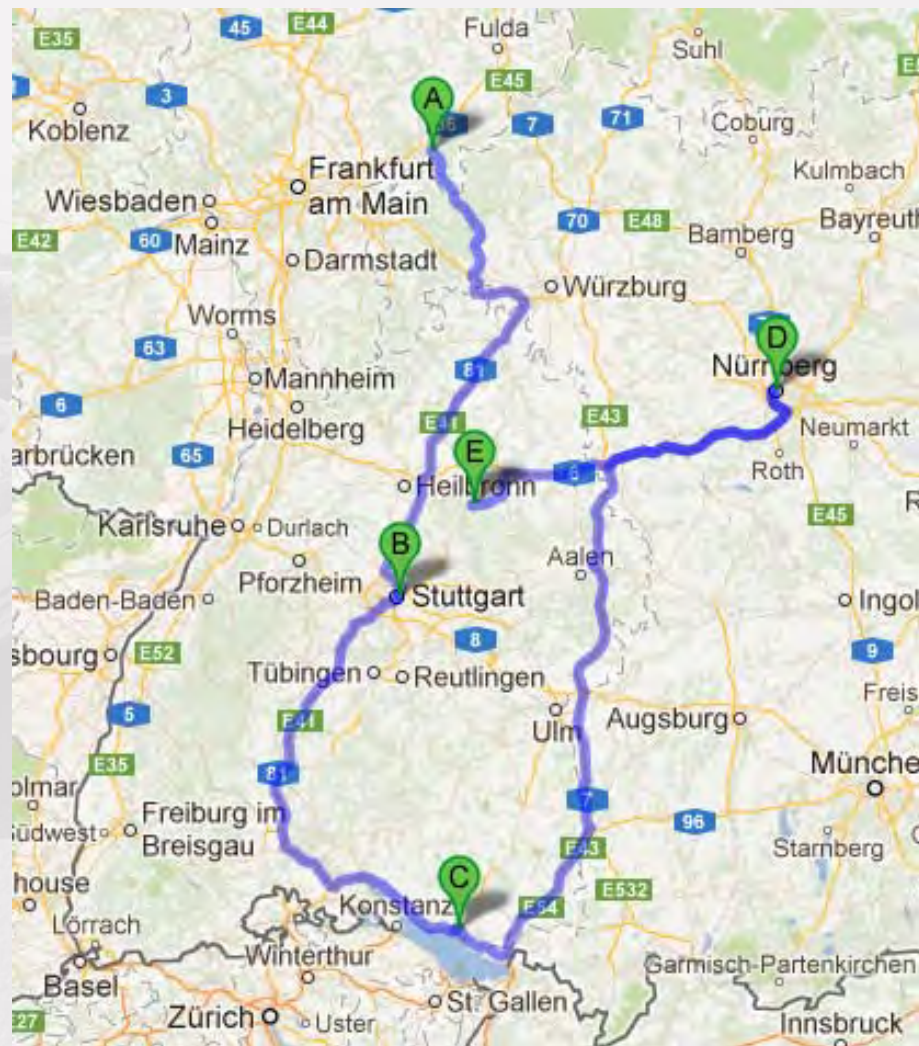 45
E44
Fulda
Suhl
E35
E45
3
A
66
7
71
Koblenz
Coburg
Frankfurt
am Main
Kulmbach
Wiesbaden
Mainz
70
E48
Bayreuth
E42
60
Bamberg
Darmstadt
Würzburg
Worms
D
63
81
Nürnberg
Mannheim
6
E43
Heidelberg
E41
Neumarkt
E
arbrücken
65
6
Roth
Heilbronn
Karlsruhe
Durlach
E45
B
Aalen
Pforzheim
Baden-Baden
Stuttgart
Ingol
8
sbourg
E52
9
Tübingen
Reutlingen
Freis
5
E41
Ulm
Augsburg
E35
81
Münche
olmar
7
Freiburg im
Breisgau
96
Südwest
E43
Starnberg
C
house
E532
Konstanz
E54
Lörrach
Winterthur
Garmisch-Partenkirchen
Basel
St. Gallen
E27
Zürich
Uster
Innsbruck